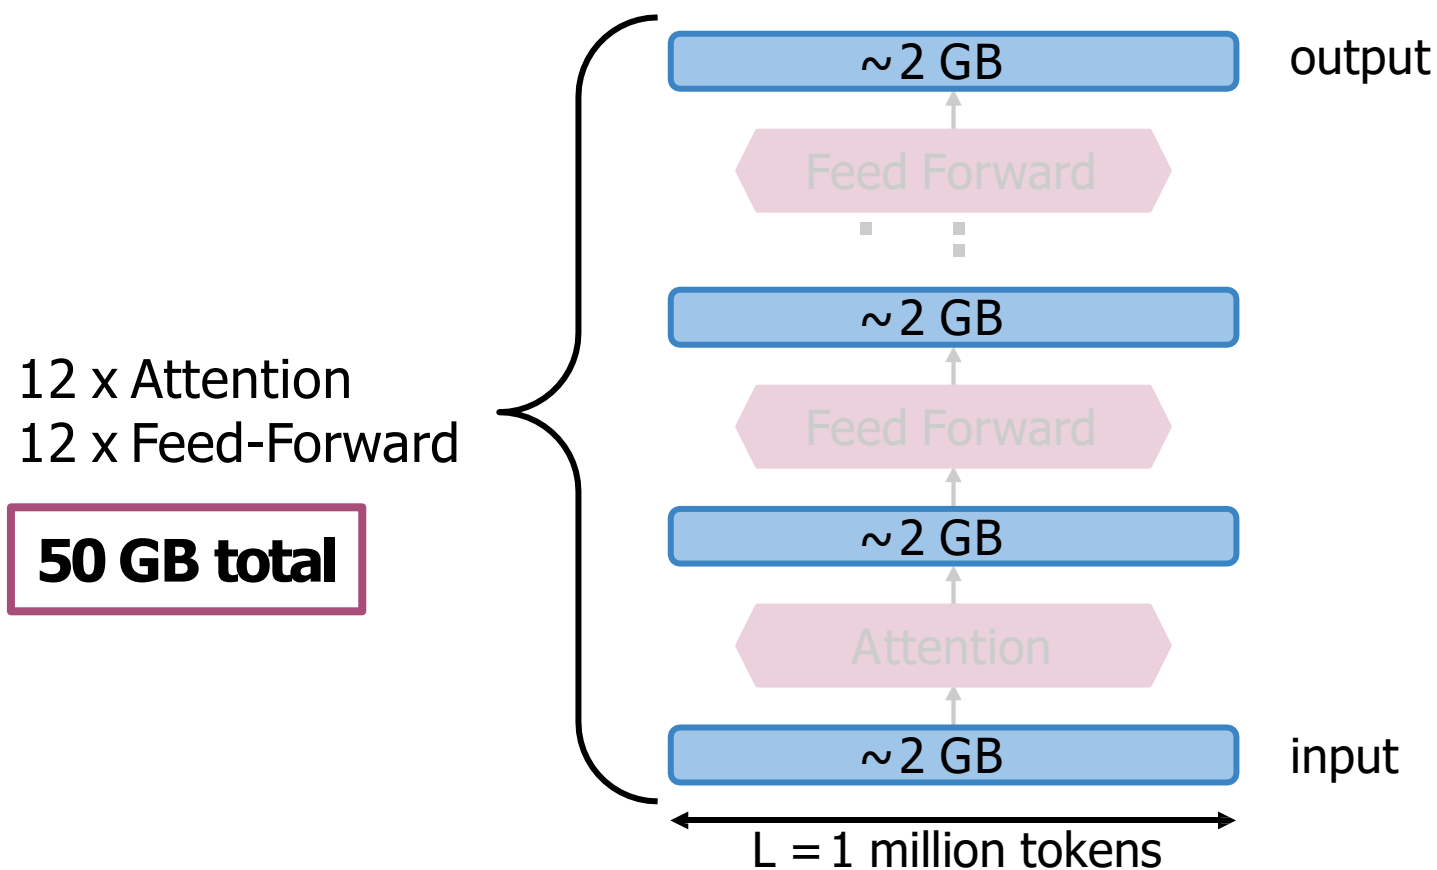 ~2 GB
output
Feed Forward
~2 GB
12 x Attention
Feed Forward
12 x Feed-Forward
~2 GB
50 GB total
Attention
~2 GB
input
L = 1 million tokens